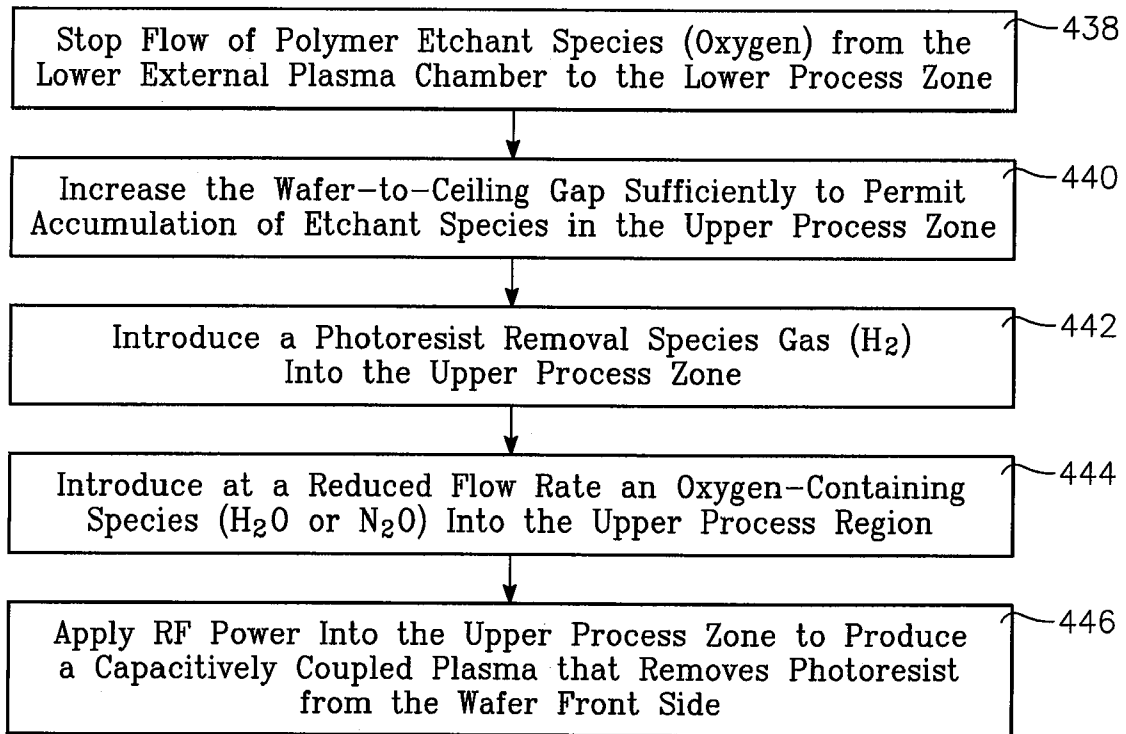 Stop Flow of Polymer Etchant Species (Oxygen) from the
Lower External Plasma Chamber to the Lower Process Zone
438
Increase the Wafer-to-Ceiling Gap Sufficiently to Permit
Accumulation of Etchant Species in the Upper Process Zone
440
Introduce a Photoresist Removal Species Gas (H₂)
Into the Upper Process Zone
442
Introduce at a Reduced Flow Rate an Oxygen-Containing
Species (H₂O or N₂O) Into the Upper Process Region
444
Apply RF Power Into the Upper Process Zone to Produce
a Capacitively Coupled Plasma that Removes Photoresist
from the Wafer Front Side
446